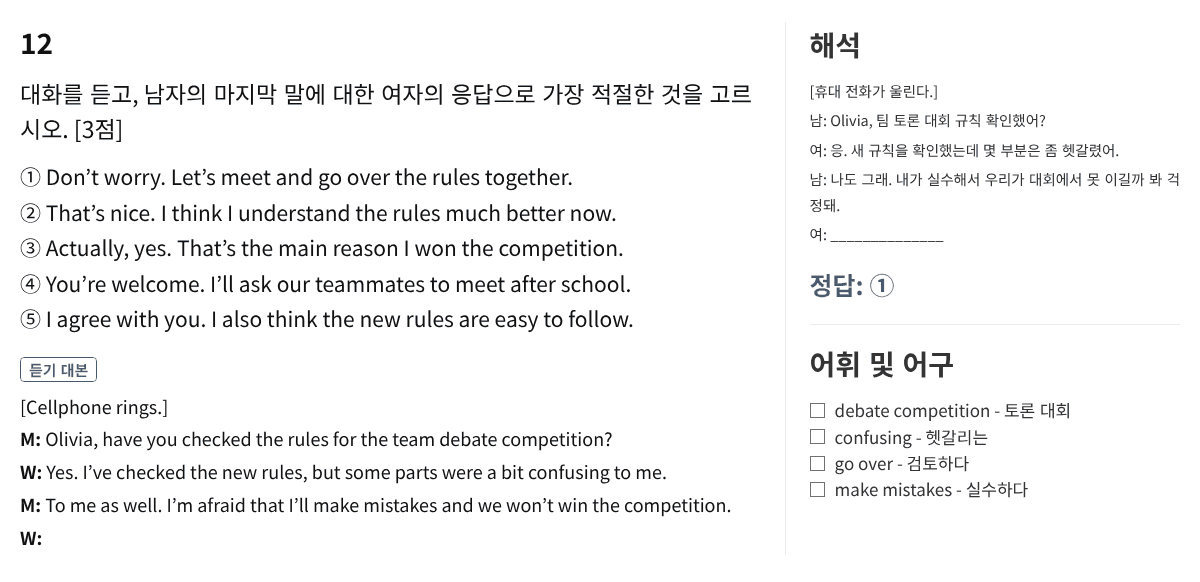 12
대화를 듣고, 남자의 마지막 말에 대한 여자의 응답으로 가장 적절한 것을 고르
시오. [3점]
① Don’t worry. Let’s meet and go over the rules together.
② That’s nice. I think I understand the rules much better now.
③ Actually, yes. That’s the main reason I won the competition.
④ You’re welcome. I’ll ask our teammates to meet after school.
⑤ I agree with you. I also think the new rules are easy to follow.
듣기 대본
[Cellphone rings.]
M: Olivia, have you checked the rules for the team debate competition?
W: Yes. I’ve checked the new rules, but some parts were a bit confusing to me.
M: To me as well. I’m afraid that I’ll make mistakes and we won’t win the competition.
W:
해석
[휴대 전화가 울린다.]
남: Olivia, 팀 토론 대회 규칙 확인했어?
여: 응. 새 규칙을 확인했는데 몇 부분은 좀 헷갈렸어.
남: 나도 그래. 내가 실수해서 우리가 대회에서 못 이길까 봐 걱
정돼.
여: ______________
정답: ①
어휘 및 어구
□ debate competition - 토론 대회
□ confusing - 헷갈리는
□ go over - 검토하다
□ make mistakes - 실수하다